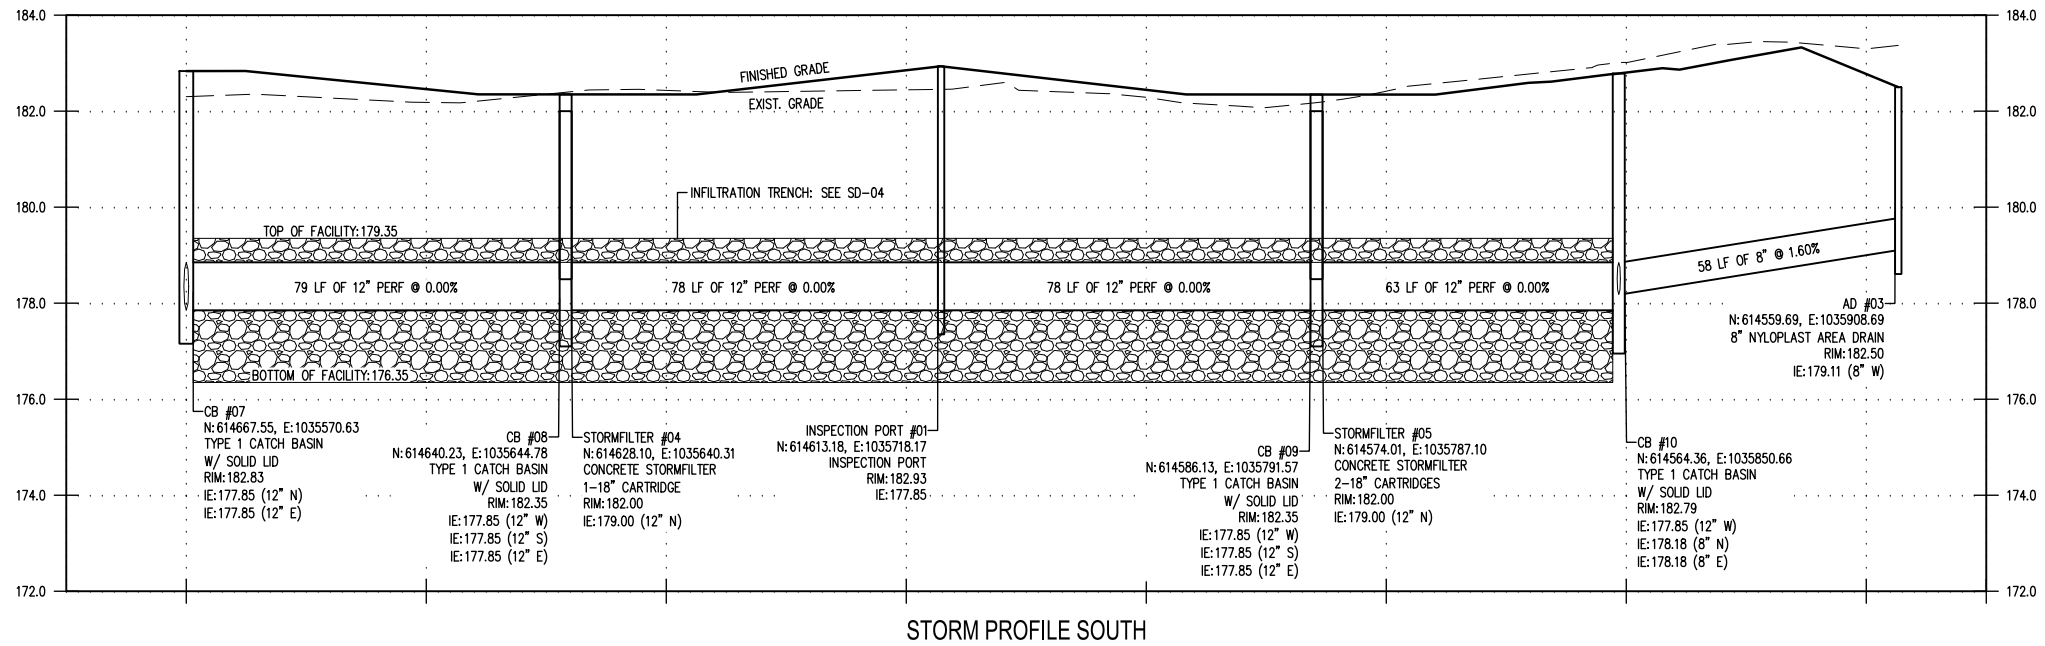 184.0
184.0
182.0
182.0
180.0
180.0
178.0
178.0
176.0
176.0
174.0
174.0
172.0
172.0
FINISHED GRADE
EXIST. GRADE
INFILTRATION TRENCH: SEE SD-04
TOP OF FACILITY:179.35
79 LF OF 12" PERF @ 0.00%
78 LF OF 12" PERF @ 0.00%
78 LF OF 12" PERF @ 0.00%
63 LF OF 12" PERF @ 0.00%
58 LF OF 8" @ 1.60%
BOTTOM OF FACILITY:176.35
CB #07
N:614667.55, E:1035570.63
TYPE 1 CATCH BASIN
W/ SOLID LID
RIM:182.83
IE:177.85 (12" N)
IE:177.85 (12" E)
CB #08
N:614640.23, E:1035644.78
TYPE 1 CATCH BASIN
W/ SOLID LID
RIM:182.35
IE:177.85 (12" W)
IE:177.85 (12" S)
IE:177.85 (12" E)
STORMFILTER #04
N:614628.10, E:1035640.31
CONCRETE STORMFILTER
1-18" CARTRIDGE
RIM:182.00
IE:179.00 (12" N)
INSPECTION PORT #01
N:614613.18, E:1035718.17
INSPECTION PORT
RIM:182.93
IE:177.85
CB #09
N:614586.13, E:1035791.57
TYPE 1 CATCH BASIN
W/ SOLID LID
RIM:182.35
IE:177.85 (12" W)
IE:177.85 (12" S)
IE:177.85 (12" E)
STORMFILTER #05
N:614574.01, E:1035787.10
CONCRETE STORMFILTER
2-18" CARTRIDGES
RIM:182.00
IE:179.00 (12" N)
CB #10
N:614564.36, E:1035850.66
TYPE 1 CATCH BASIN
W/ SOLID LID
RIM:182.79
IE:177.85 (12" W)
IE:178.18 (8" N)
IE:178.18 (8" E)
AD #03
N:614559.69, E:1035908.69
8" NYLOPLAST AREA DRAIN
RIM:182.50
IE:179.11 (8" W)
STORM PROFILE SOUTH